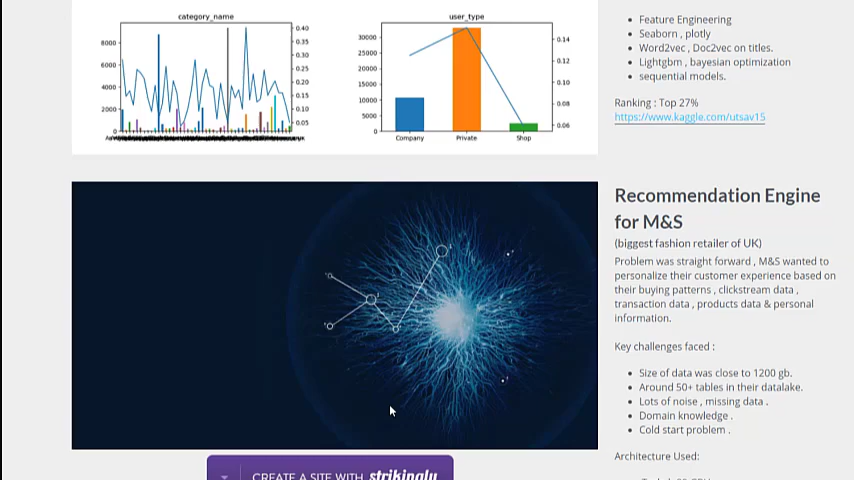 category_name
user_type
8000
6000
4000
2000
0
0.40
0.35
0.30
0.25
0.20
0.15
0.10
0.05
30000
25000
20000
15000
10000
5000
0
0.14
0.12
0.10
0.08
0.06
Company
Private
Shop
Feature Engineering
Seaborn , plotly
Word2vec , Doc2vec on titles.
Lightgbm , bayesian optimization
sequential models.
Ranking : Top 27%
https://www.kaggle.com/utsav15
Recommendation Engine
for M&S
(biggest fashion retailer of UK)
Problem was straight forward , M&S wanted to
personalize their customer experience based on
their buying patterns , clickstream data ,
transaction data , products data & personal
information.
Key challenges faced :
Size of data was close to 1200 gb.
Around 50+ tables in their datalake.
Lots of noise , missing data .
Domain knowledge .
Cold start problem .
Architecture Used:
CREATE A SITE WITH strikingly